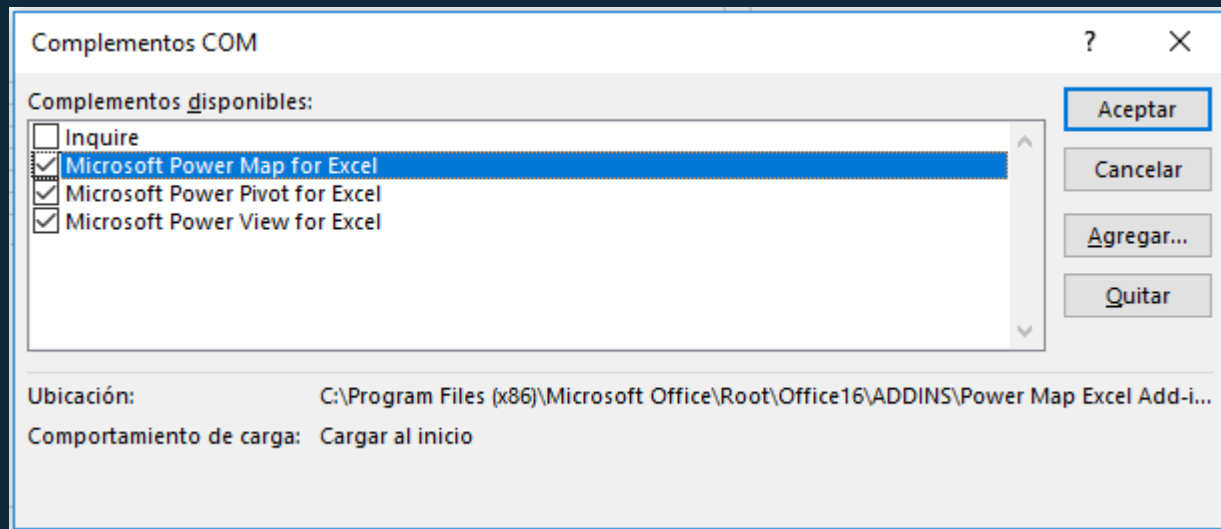 Complementos COM
?
Complementos disponibles:
Inquire
Microsoft Power Map for Excel
Microsoft Power Pivot for Excel
Microsoft Power View for Excel
Aceptar
Cancelar
Agregar...
Quitar
Ubicación: C:\Program Files (x86)\Microsoft Office\Root\Office16\ADDINS\Power Map Excel Add-i...
Comportamiento de carga: Cargar al inicio